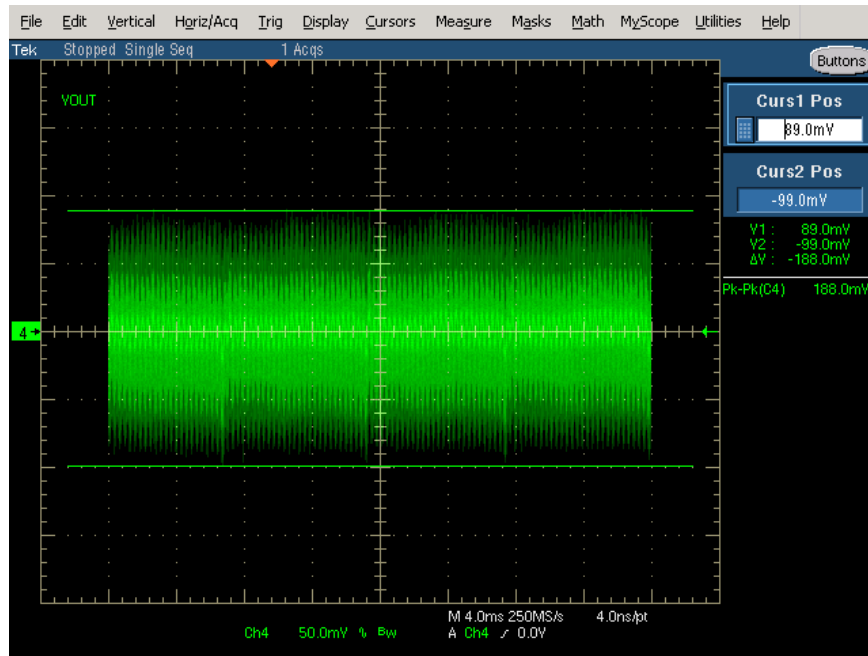 File Edit Vertical Horiz/Acq Trig Display Cursors Measure Masks Math MyScope Utilities Help
Tek Stopped Single Seq 1 Acqs
Buttons
VOUT
Curs1 Pos
89.0mV
Curs2 Pos
-99.0mV
V1 : 89.0mV
V2 : -99.0mV
ΔV : -188.0mV
Pk-Pk(C4) 188.0mV
4
M 4.0ms 250MS/s 4.0ns/pt
Ch4 50.0mV % Bw A Ch4 ƒ 0.0V